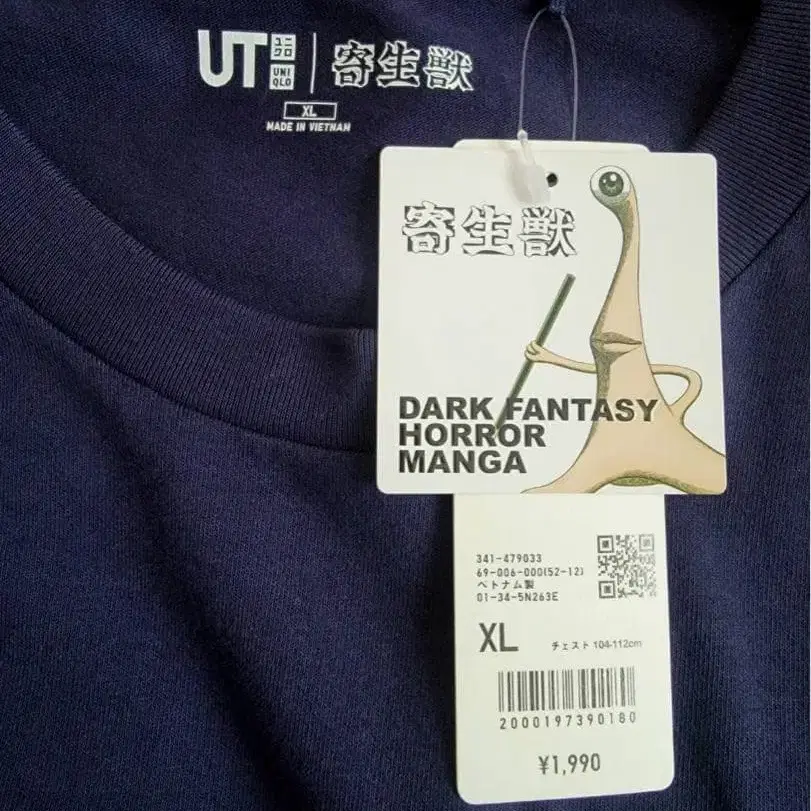 UT ユニクロ UNIQLO | 寄生獣
XL
MADE IN VIETNAM
寄生獣
DARK FANTASY
HORROR
MANGA
341-479033
69-006-000(52-12)
ベトナム製
01-34-5N263E
XL チェスト 104-112cm
2000197390180
¥1,990